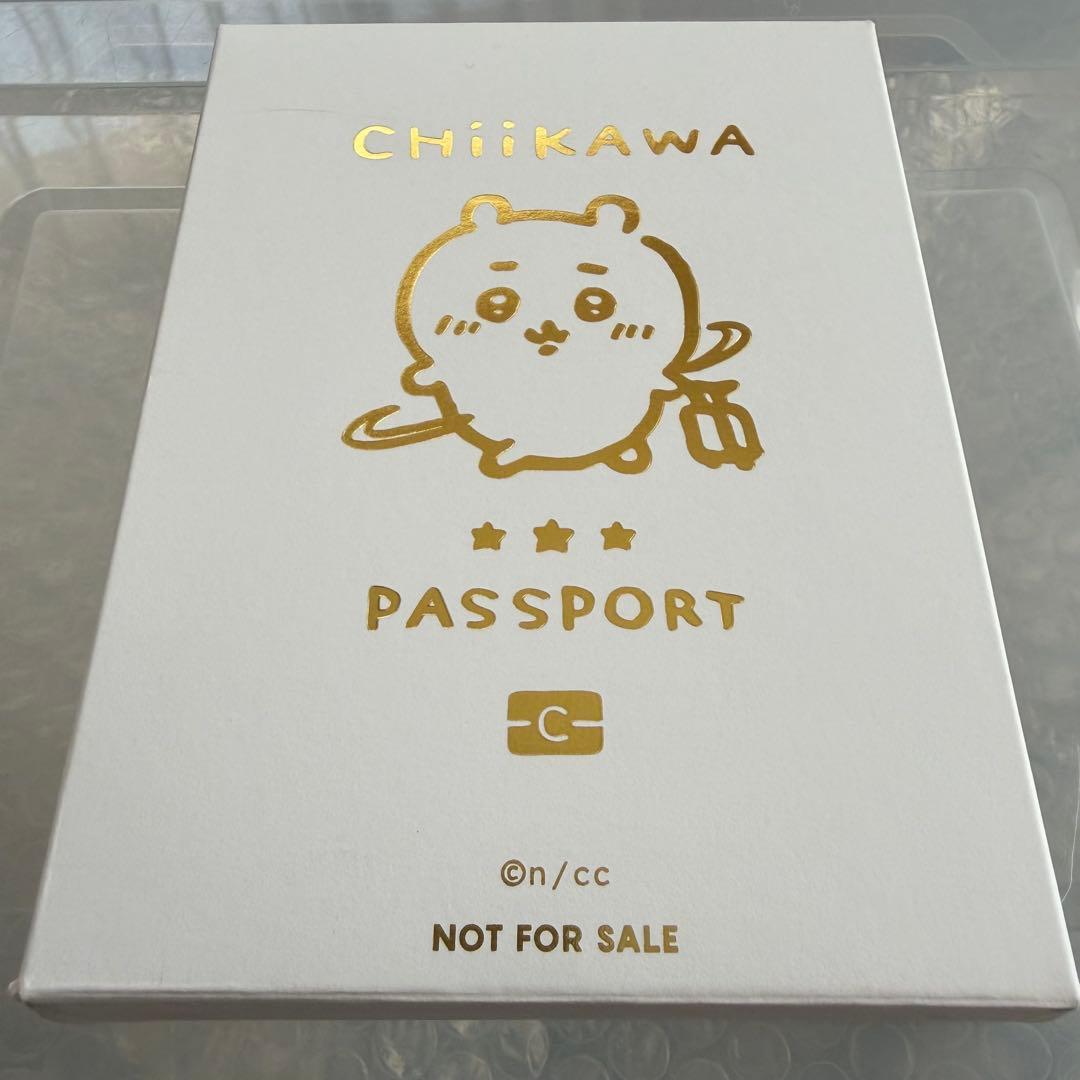 CHiiKAWA
PASSPORT
C
©n/cc
NOT FOR SALE